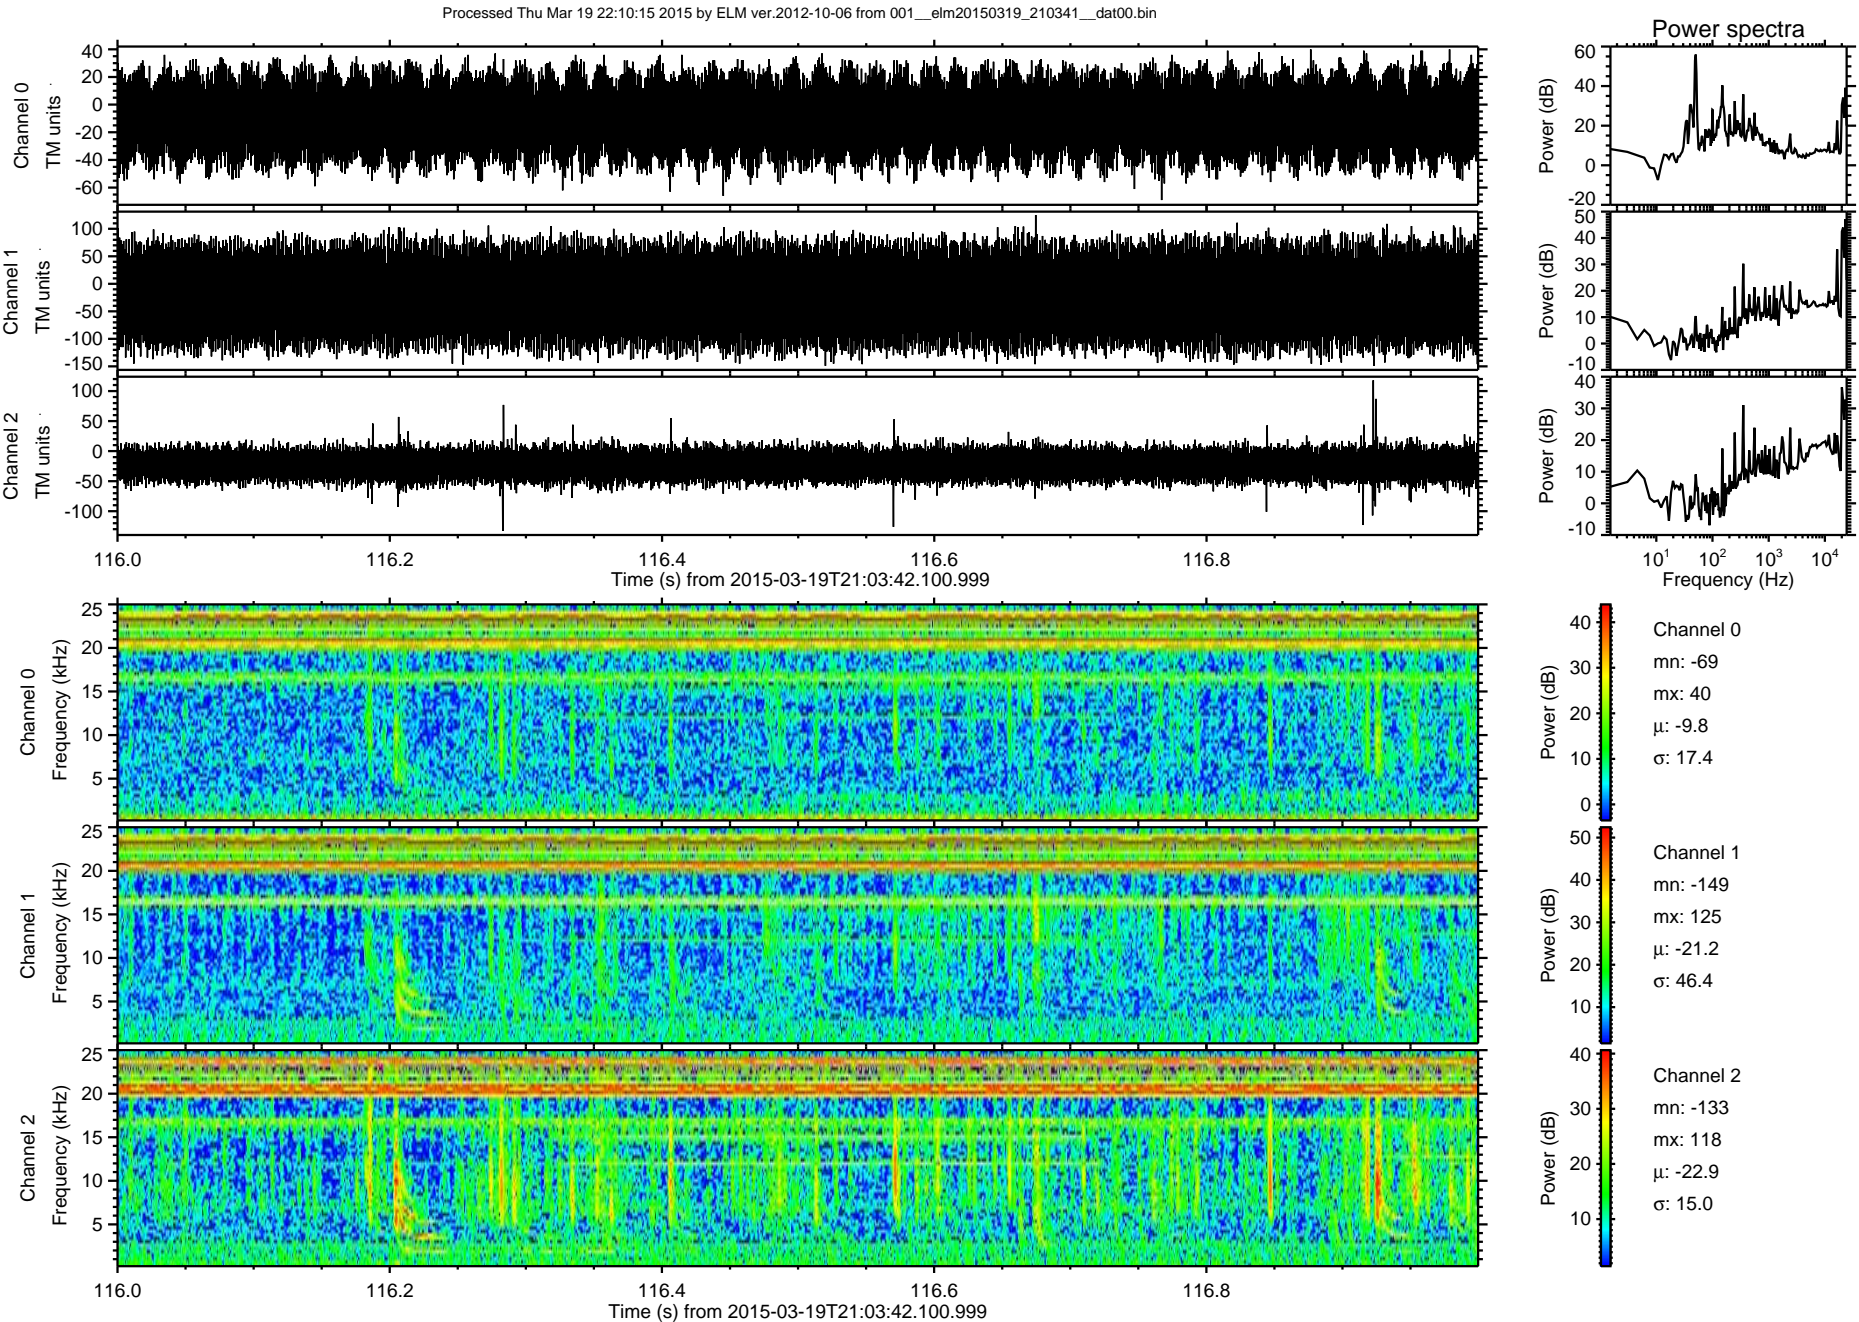 Processed Thu Mar 19 22:10:15 2015 by ELM ver.2012-10-06 from 001__elm20150319_210341__dat00.bin
Power spectra
Channel 0
TM units
40
20
0
-20
-40
-60
Power (dB)
60
40
20
0
-20
Channel 1
TM units
100
50
0
-50
-100
-150
Power (dB)
50
40
30
20
10
0
-10
Channel 2
TM units
100
50
0
-50
-100
Power (dB)
40
30
20
10
0
-10
116.0 116.2 116.4 116.6 116.8
Time (s) from 2015-03-19T21:03:42.100.999
10¹ 10² 10³ 10⁴
Frequency (Hz)
Channel 0
Frequency (kHz)
25
20
15
10
5
Power (dB)
40
30
20
10
0
Channel 0
mn: -69
mx: 40
μ: -9.8
σ: 17.4
Channel 1
Frequency (kHz)
25
20
15
10
5
Power (dB)
50
40
30
20
10
Channel 1
mn: -149
mx: 125
μ: -21.2
σ: 46.4
Channel 2
Frequency (kHz)
25
20
15
10
5
Power (dB)
40
30
20
10
Channel 2
mn: -133
mx: 118
μ: -22.9
σ: 15.0
116.0 116.2 116.4 116.6 116.8
Time (s) from 2015-03-19T21:03:42.100.999